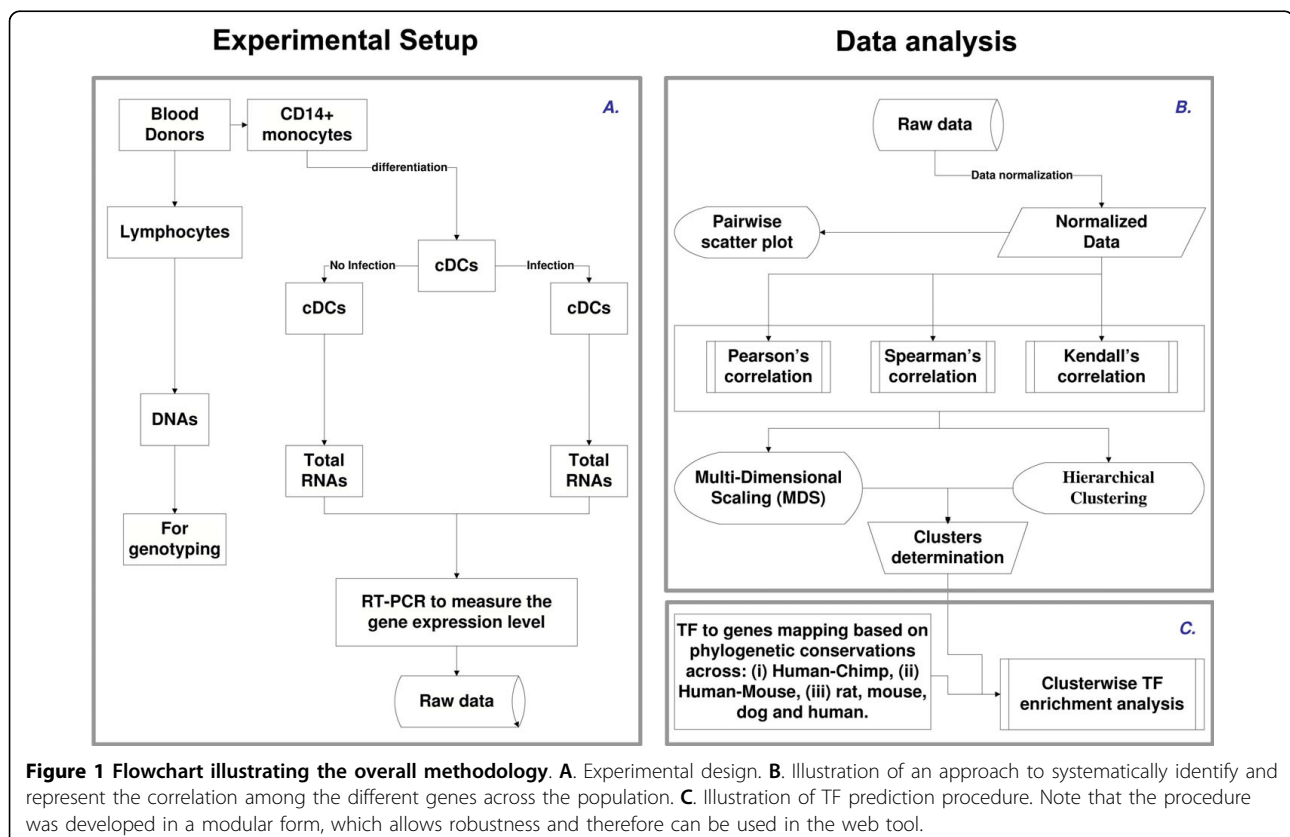 Experimental Setup
Data analysis
A.
Blood
Donors
CD14+
monocytes
differentiation
Lymphocytes
No Infection
cDCs
Infection
cDCs
cDCs
DNAs
Total
RNAs
Total
RNAs
For
genotyping
RT-PCR to measure the
gene expression level
Raw data
B.
Raw data
Data normalization
Pairwise
scatter plot
Normalized
Data
Pearson's
correlation
Spearman's
correlation
Kendall's
correlation
Multi-Dimensional
Scaling (MDS)
Hierarchical
Clustering
Clusters
determination
C.
TF to genes mapping based on
phylogenetic conservations
across: (i) Human-Chimp, (ii)
Human-Mouse, (iii) rat, mouse,
dog and human.
Clusterwise TF
enrichment analysis
Figure 1 Flowchart illustrating the overall methodology. A. Experimental design. B. Illustration of an approach to systematically identify and
represent the correlation among the different genes across the population. C. Illustration of TF prediction procedure. Note that the procedure
was developed in a modular form, which allows robustness and therefore can be used in the web tool.